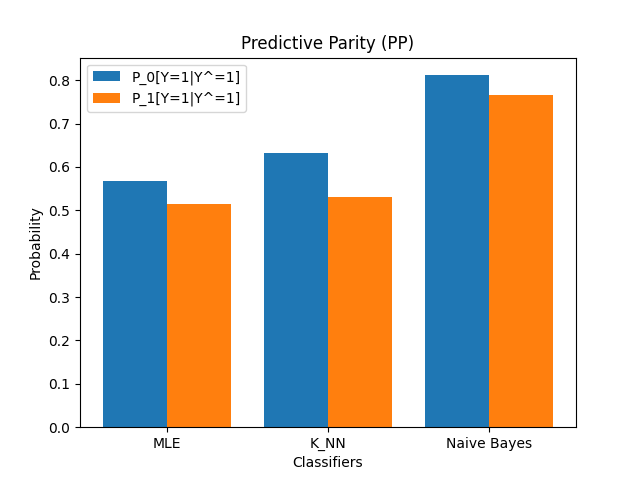 Predictive Parity (PP)
P_0[Y=1|Y^=1]
P_1[Y=1|Y^=1]
Probability
0.8
0.7
0.6
0.5
0.4
0.3
0.2
0.1
0.0
MLE K_NN Naive Bayes
Classifiers